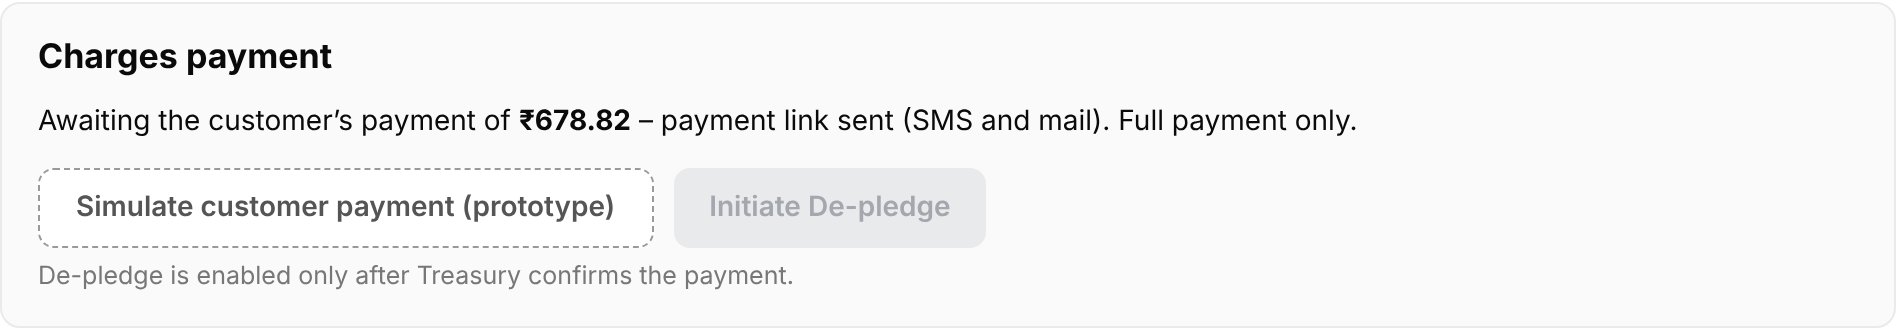 Charges payment
Awaiting the customer’s payment of ₹678.82 – payment link sent (SMS and mail). Full payment only.
Simulate customer payment (prototype)
Initiate De-pledge
De-pledge is enabled only after Treasury confirms the payment.